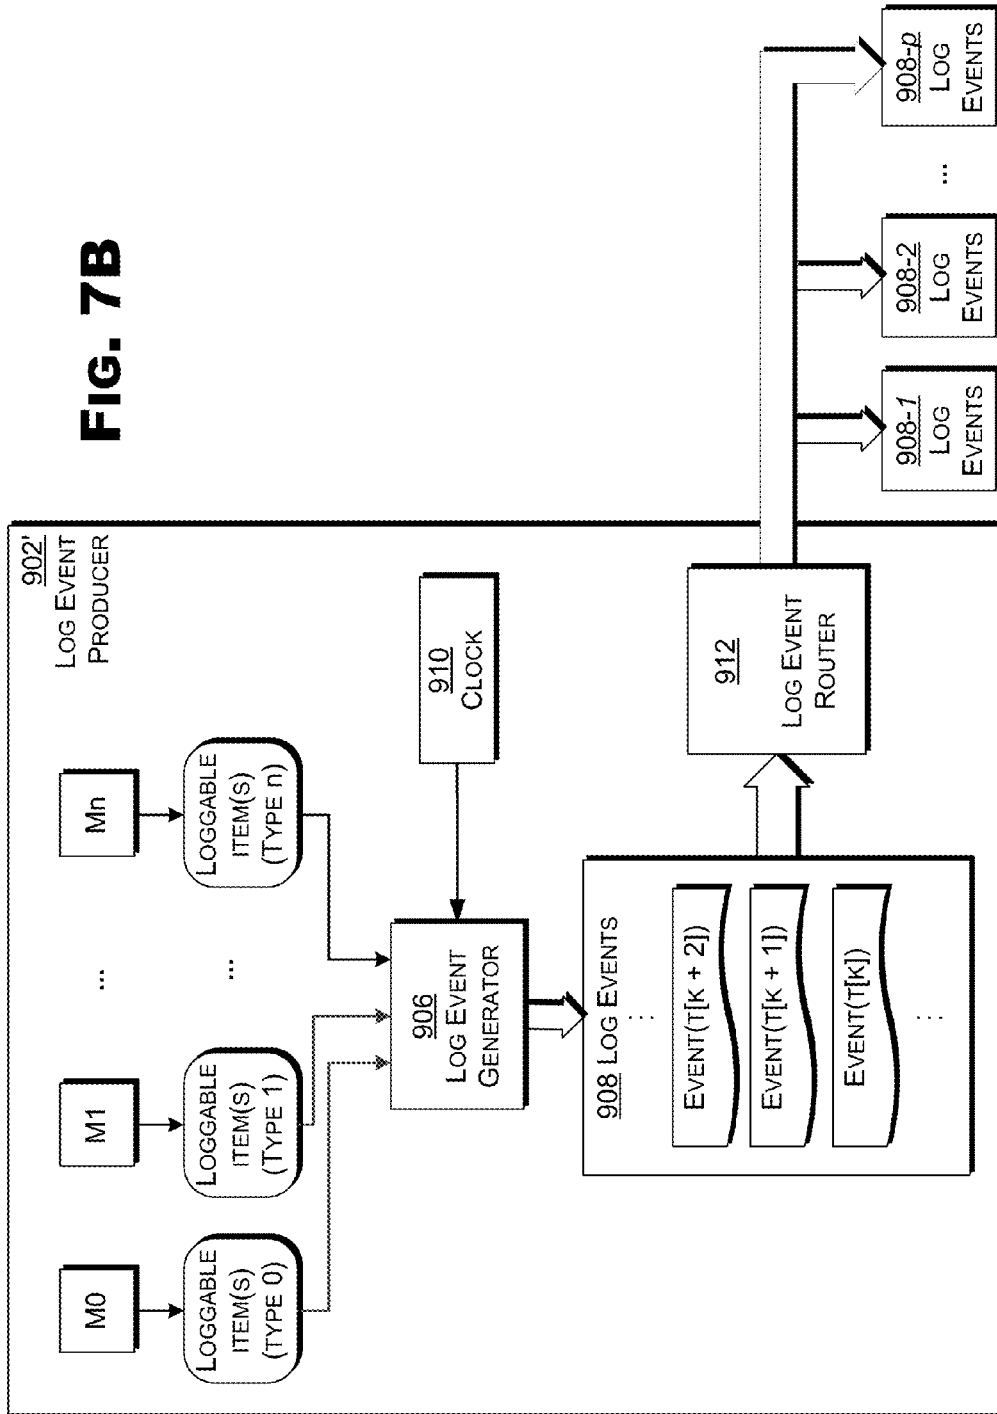 FIG. 7B
902'
LOG EVENT
PRODUCER
M0
M1
...
Mn
LOGGABLE
ITEM(S)
(TYPE 0)
LOGGABLE
ITEM(S)
(TYPE 1)
...
LOGGABLE
ITEM(S)
(TYPE n)
906
LOG EVENT
GENERATOR
910
CLOCK
908 LOG EVENTS
...
EVENT(T[K + 2])
EVENT(T[K + 1])
EVENT(T[K])
...
912
LOG EVENT
ROUTER
908-1
LOG
EVENTS
908-2
LOG
EVENTS
...
908-p
LOG
EVENTS